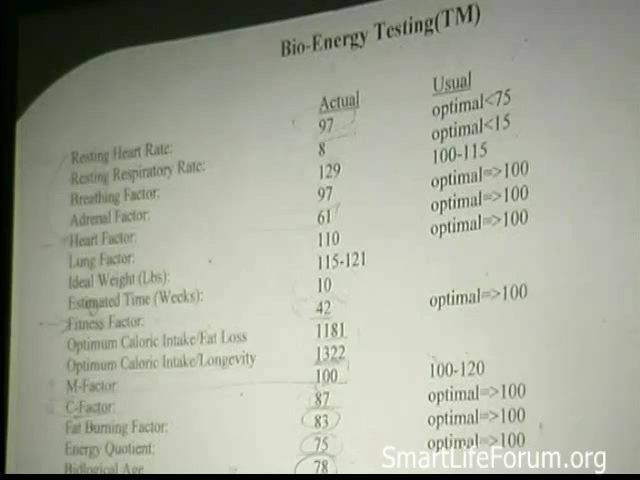 Bio-Energy Testing(TM)
Actual Usual
Resting Heart Rate: 97 optimal<75
Resting Respiratory Rate: 8 optimal<15
Breathing Factor: 129 100-115
Adrenal Factor: 97 optimal=>100
Heart Factor: 61 optimal=>100
Lung Factor: 110 optimal=>100
Ideal Weight (Lbs): 115-121
Estimated Time (Weeks): 10
Fitness Factor: 42 optimal=>100
Optimum Caloric Intake/Fat Loss 1181
Optimum Caloric Intake/Longevity 1322
M-Factor: 100 100-120
C-Factor: 87 optimal=>100
Fat Burning Factor: 83 optimal=>100
Energy Quotient: 75 optimal=>100
Biological Age 78
SmartLifeForum.org